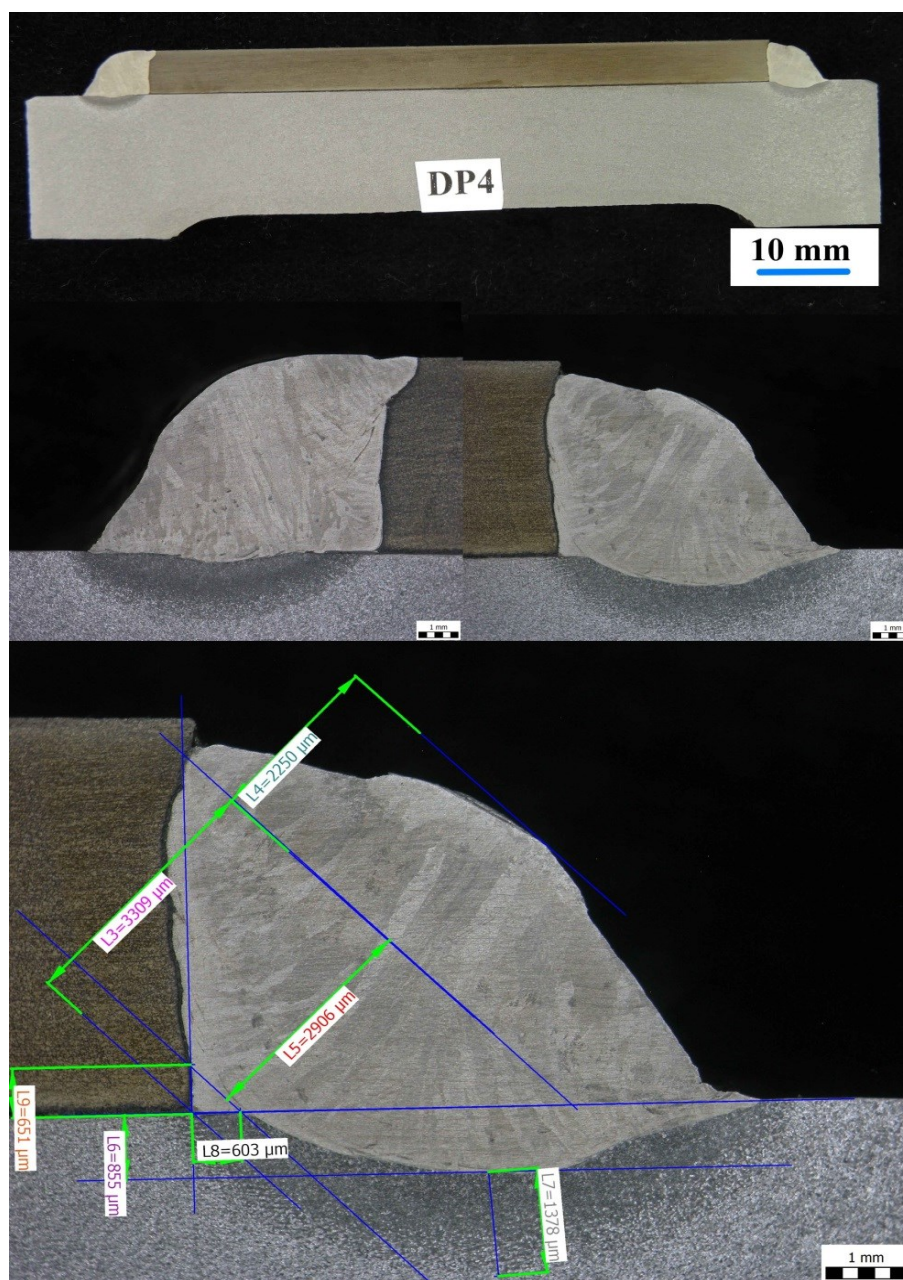 DP4
10 mm
1 mm
1 mm
L4=2250 µm
L3=3309 µm
L5=2906 µm
L9=651 µm
L6=855 µm
L8=603 µm
L7=1378 µm
1 mm